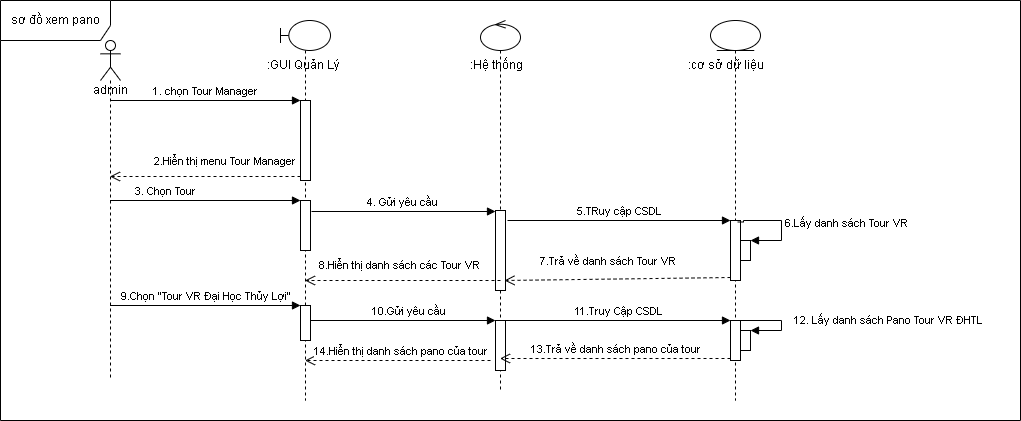 sơ đồ xem pano
:GUI Quản Lý
:Hệ thống
:cơ sở dữ liệu
admin
1. chọn Tour Manager
2.Hiển thị menu Tour Manager
3. Chọn Tour
4. Gửi yêu cầu
5.TRuy cập CSDL
6.Lấy danh sách Tour VR
7.Trả về danh sách Tour VR
8.Hiển thị danh sách các Tour VR
9.Chọn "Tour VR Đại Học Thủy Lợi"
10.Gửi yêu cầu
11.Truy Cập CSDL
12. Lấy danh sách Pano Tour VR ĐHTL
13.Trả về danh sách pano của tour
14.Hiển thị danh sách pano của tour